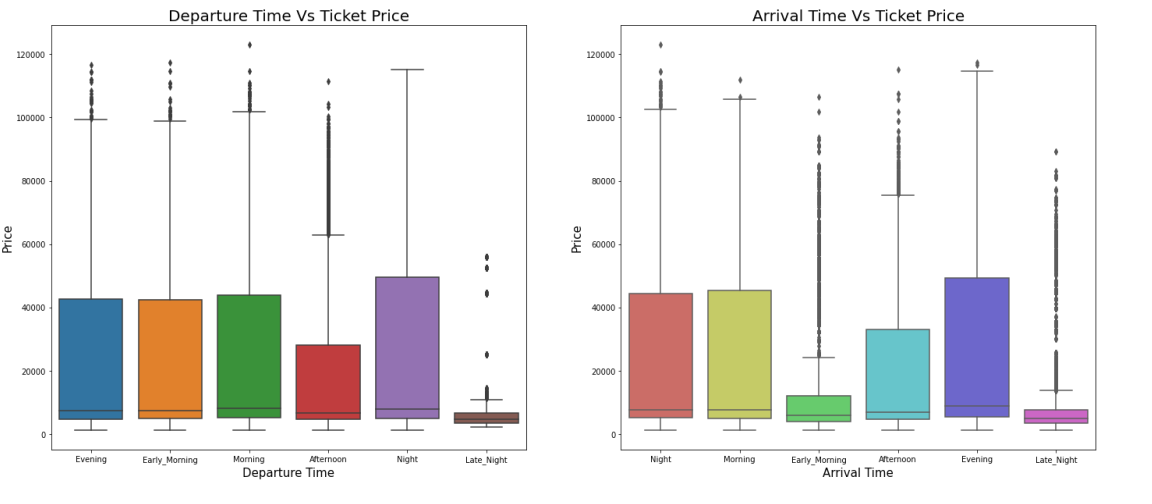 Departure Time Vs Ticket Price
120000
100000
80000
60000
40000
20000
0
Price
Evening Early_Morning Morning Afternoon Night Late_Night
Departure Time
Arrival Time Vs Ticket Price
120000
100000
80000
60000
40000
20000
0
Price
Night Morning Early_Morning Afternoon Evening Late_Night
Arrival Time